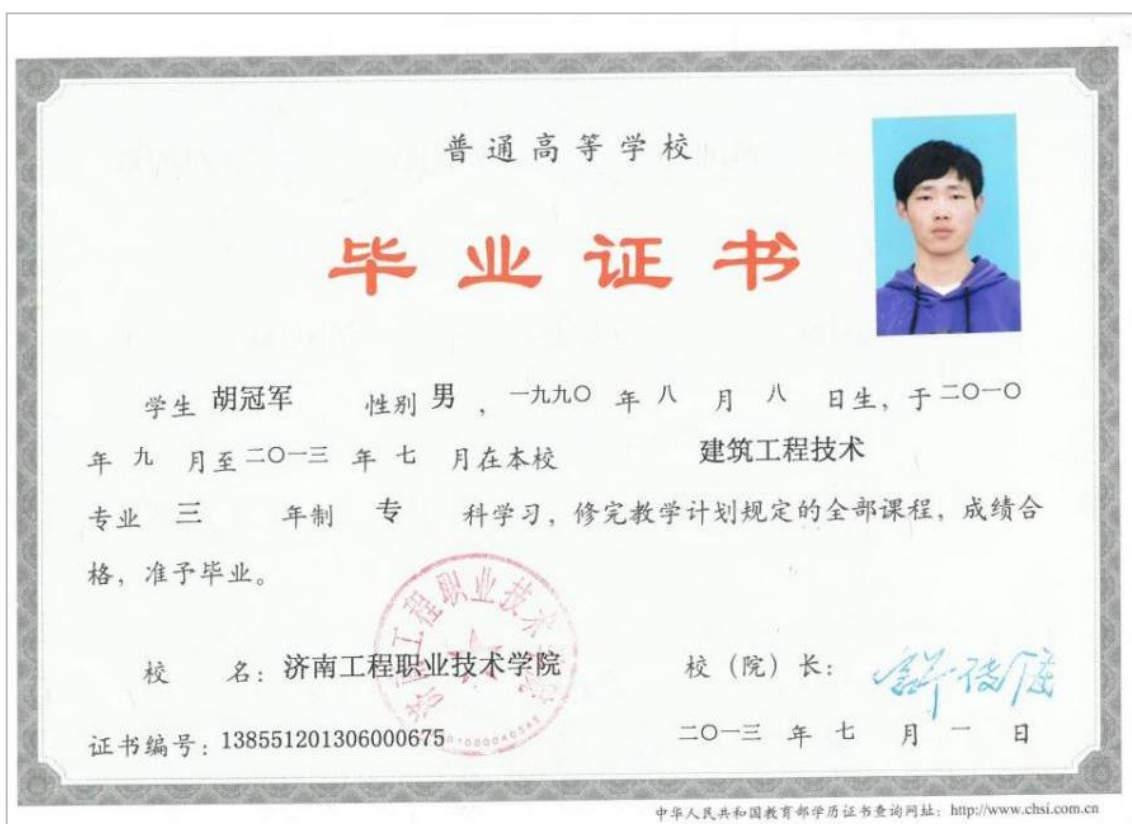 普通高等学校
毕业证书
学生 胡冠军 性别 男 , 一九九〇 年 八 月 八 日生, 于 二〇一〇
年 九 月至 二〇一三 年 七 月在本校 建筑工程技术
专业 三 年制 专 科学习, 修完教学计划规定的全部课程, 成绩合
格, 准予毕业。
校 名: 济南工程职业技术学院 校 (院) 长:
证书编号: 138551201306000675 二〇一三 年 七 月 一 日
中华人民共和国教育部学历证书查询网址: http://www.chsi.com.cn